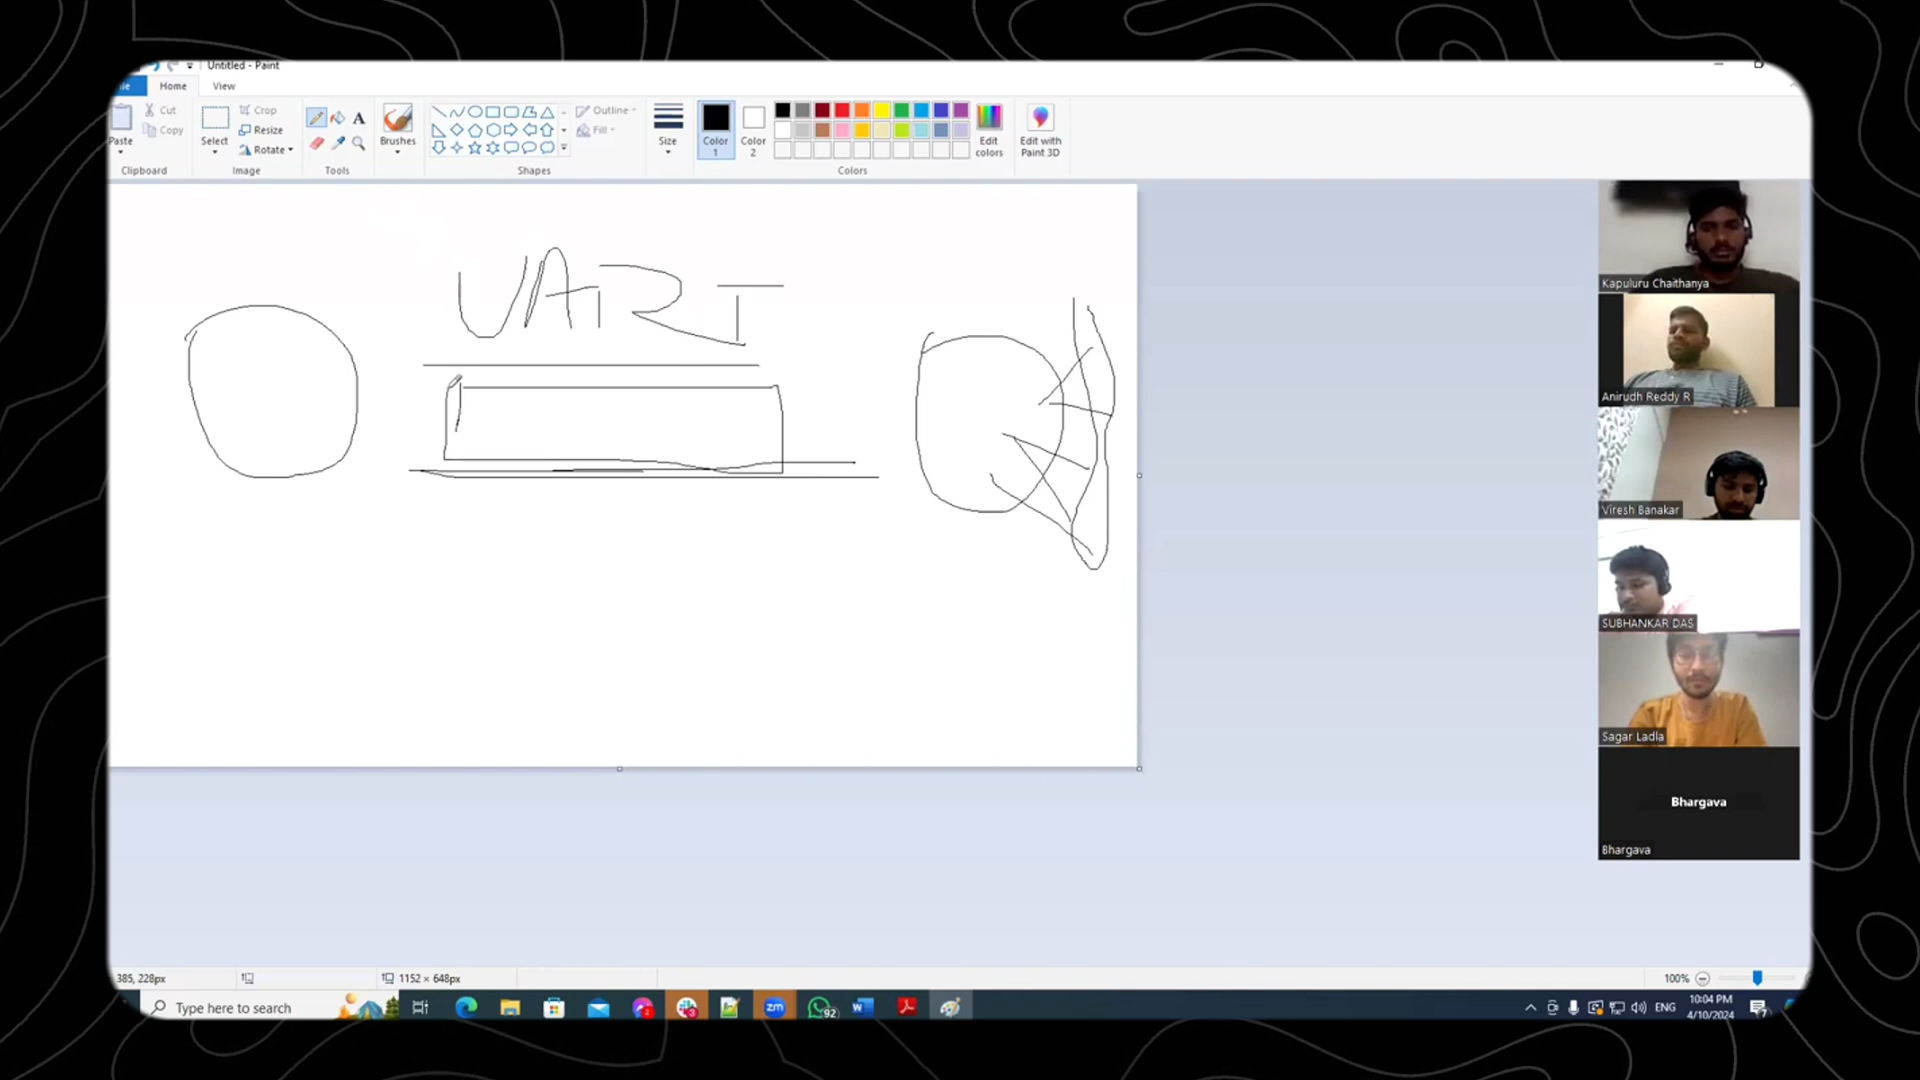 Untitled - Paint
Home View
Paste
Cut
Copy
Clipboard
Select
Crop
Resize
Rotate
Image
A
Tools
Brushes
Outline
Fill
Shapes
Size
Color 1
Color 2
Edit colors
Edit with Paint 3D
Colors
UART
Kapuluru Chaithanya
Anirudh Reddy R
Viresh Banakar
SUBHANKAR DAS
Sagar Ladla
Bhargava
Bhargava
385, 228px
1152 × 648px
100%
Type here to search
zm
92
W
ENG
10:04 PM
4/10/2024